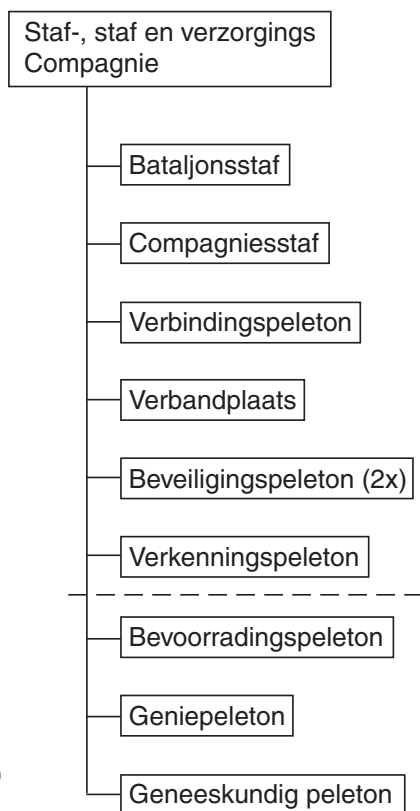 Staf-, staf en verzorgings
Compagnie
Bataljonsstaf
Compagniesstaf
Verbindingspeleton
Verbandplaats
Beveiligingspeleton (2x)
Verkenningspeleton
Bevoorradingspeleton
Geniepeleton
Geneeskundig peleton